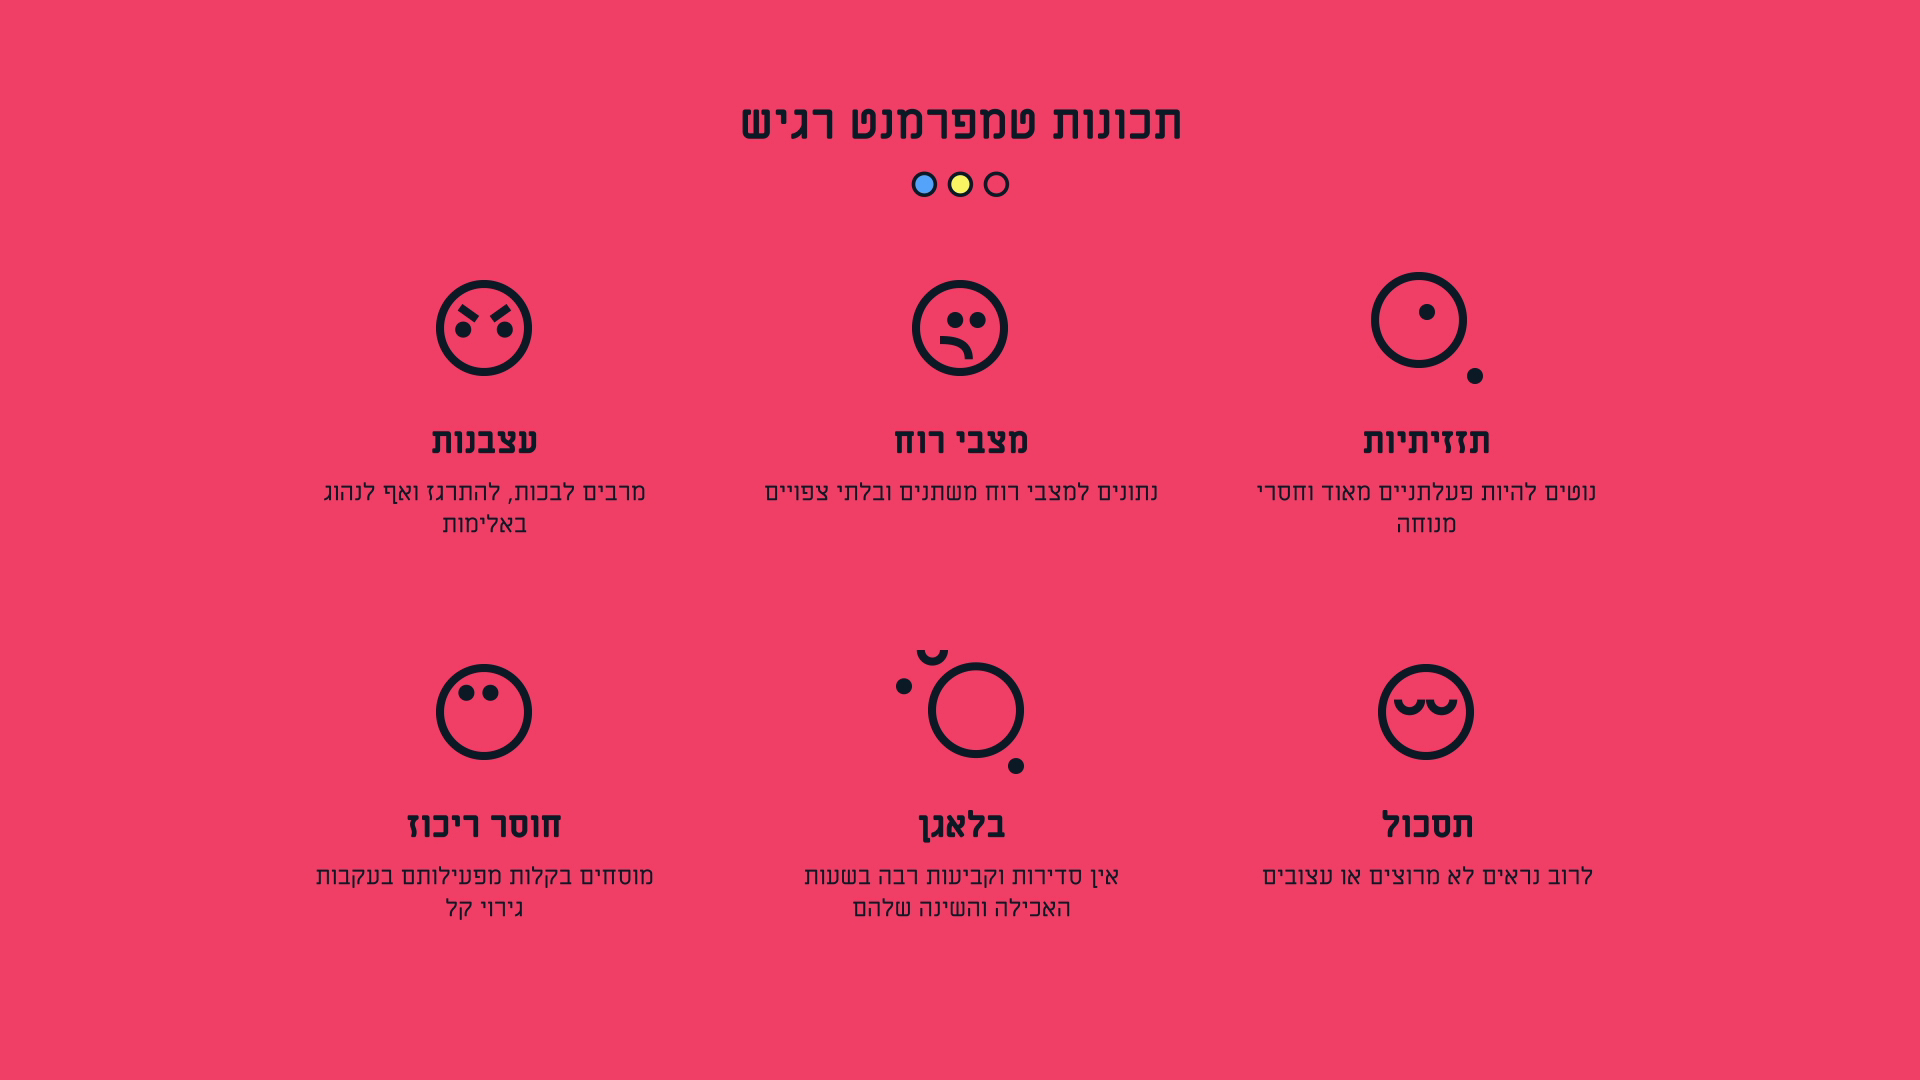 תכונות טמפרמנט רגיש
תזזיתיות
נוטים להיות פעלתניים מאוד וחסרי
מנוחה
מצבי רוח
נתונים למצבי רוח משתנים ובלתי צפויים
עצבנות
מרבים לבכות, להתרגז ואף לנהוג
באלימות
תסכול
לרוב נראים לא מרוצים או עצובים
בלאגן
אין סדירות וקביעות רבה בשעות
האכילה והשינה שלהם
חוסר ריכוז
מוסחים בקלות מפעילותם בעקבות
גירוי קל